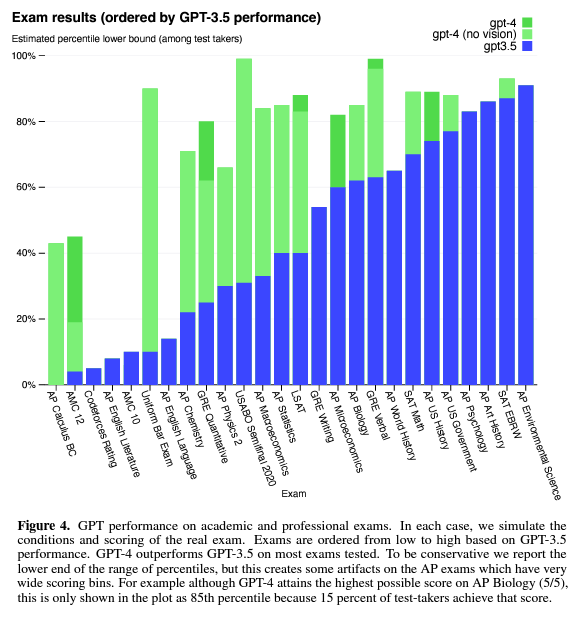 Exam results (ordered by GPT-3.5 performance)
Estimated percentile lower bound (among test takers)
gpt-4
gpt-4 (no vision)
gpt3.5
100%
80%
60%
40%
20%
0%
AP Calculus BC
AMC 12
Codeforces Rating
AP English Literature
AMC 10
Uniform Bar Exam
AP English Language
AP Chemistry
GRE Quantitative
AP Physics 2
USABO Semifinal 2020
AP Macroeconomics
AP Statistics
LSAT
GRE Writing
AP Microeconomics
AP Biology
GRE Verbal
AP World History
SAT Math
AP US History
AP US Government
AP Psychology
AP Art History
SAT EBRW
AP Environmental Science
Exam
Figure 4. GPT performance on academic and professional exams. In each case, we simulate the
conditions and scoring of the real exam. Exams are ordered from low to high based on GPT-3.5
performance. GPT-4 outperforms GPT-3.5 on most exams tested. To be conservative we report the
lower end of the range of percentiles, but this creates some artifacts on the AP exams which have very
wide scoring bins. For example although GPT-4 attains the highest possible score on AP Biology (5/5),
this is only shown in the plot as 85th percentile because 15 percent of test-takers achieve that score.